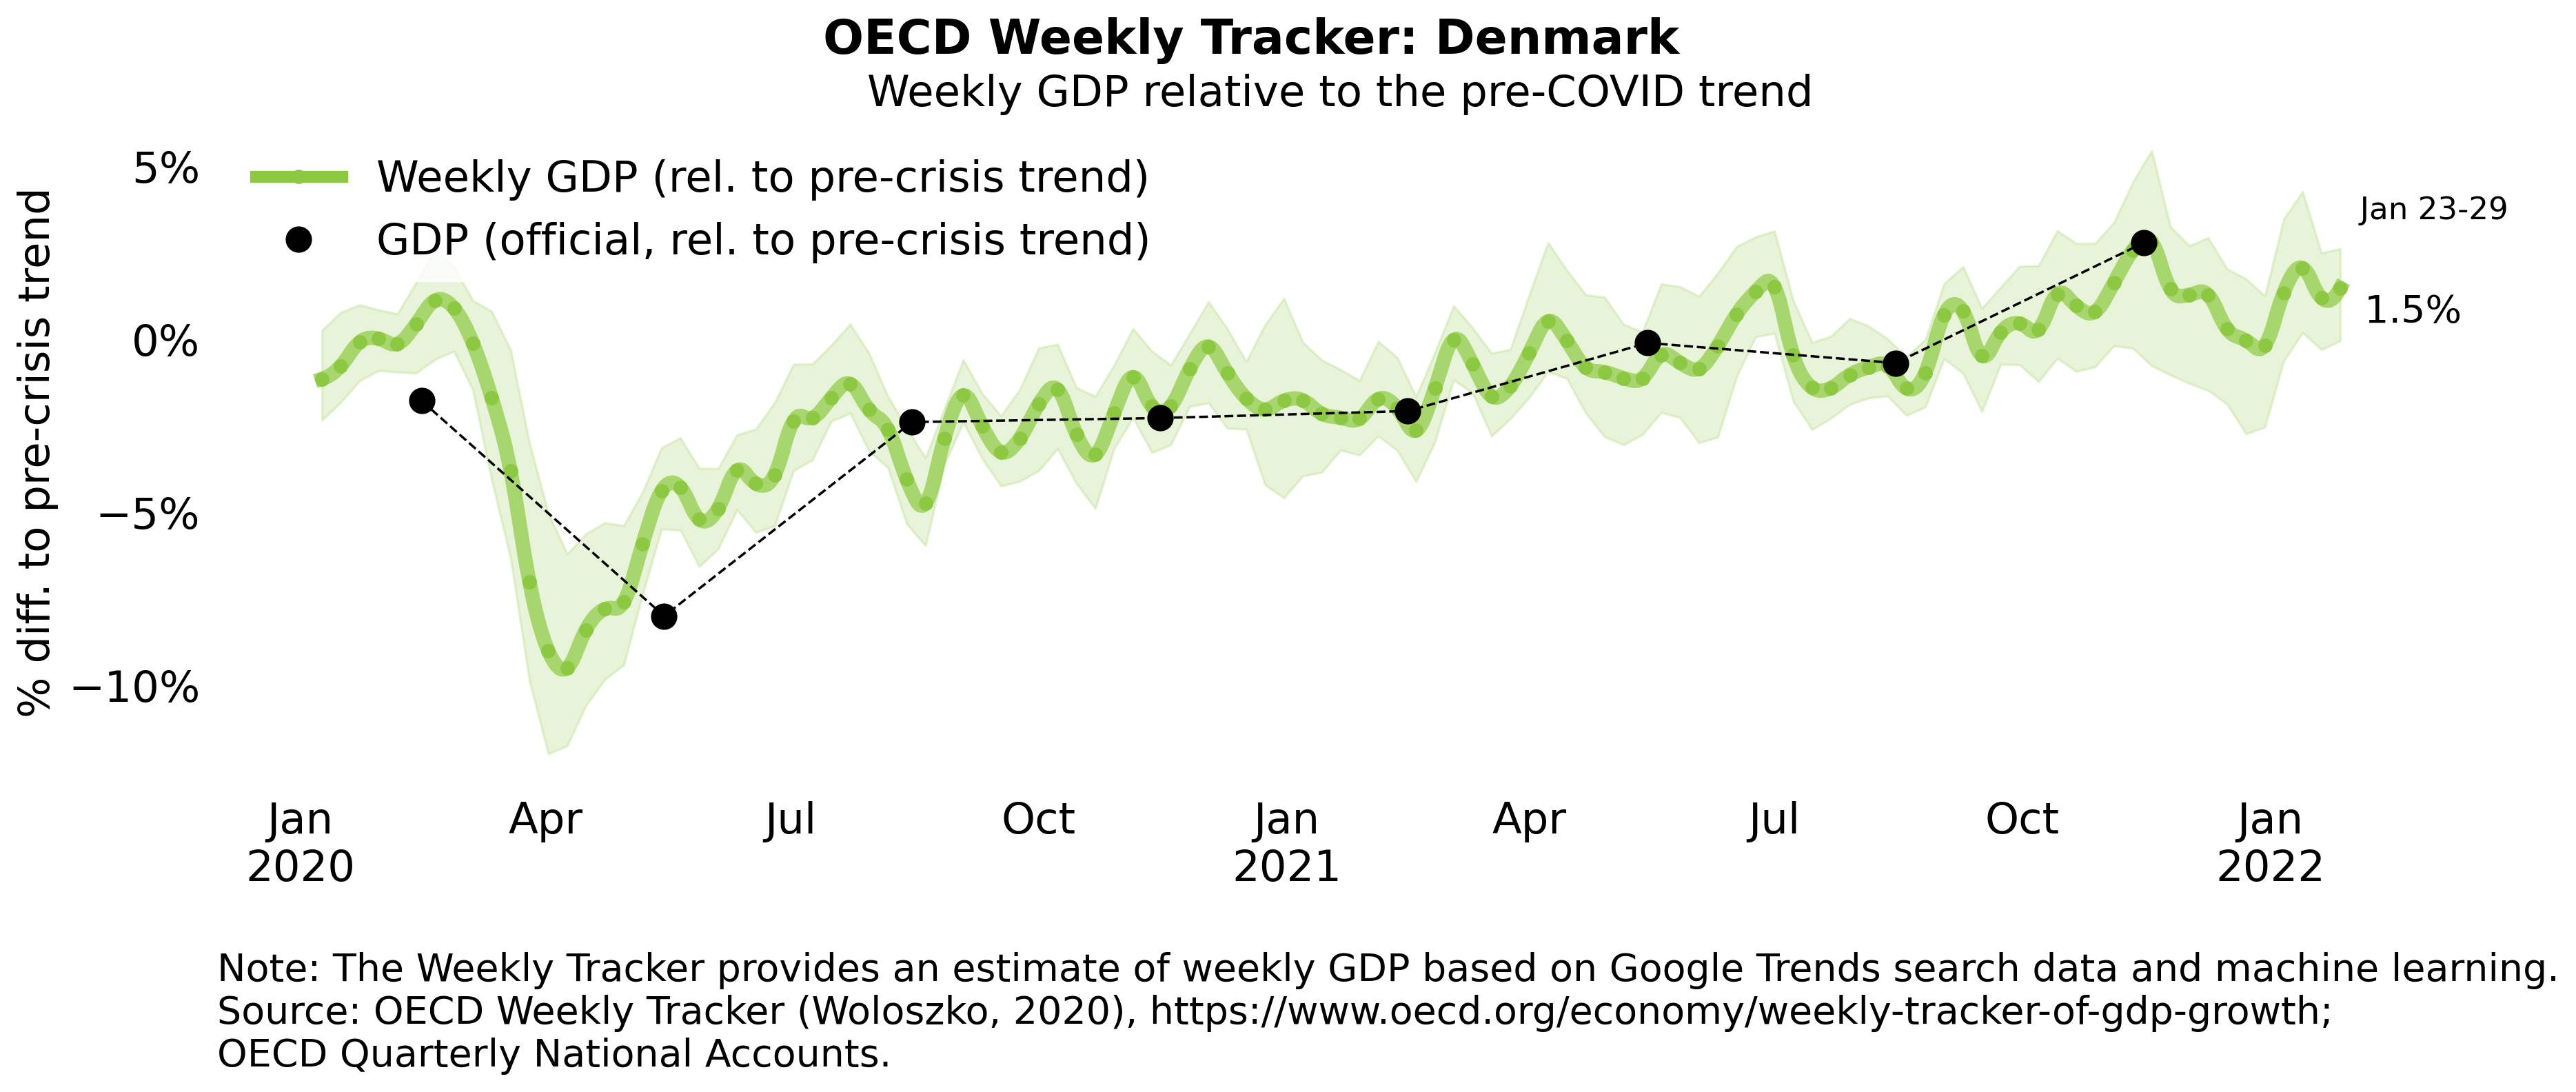 OECD Weekly Tracker: Denmark
Weekly GDP relative to the pre-COVID trend
% diff. to pre-crisis trend
5%
0%
−5%
−10%
Weekly GDP (rel. to pre-crisis trend)
GDP (official, rel. to pre-crisis trend)
Jan 23-29
1.5%
Jan Apr Jul Oct Jan Apr Jul Oct Jan
2020 2021 2022
Note: The Weekly Tracker provides an estimate of weekly GDP based on Google Trends search data and machine learning.
Source: OECD Weekly Tracker (Woloszko, 2020), https://www.oecd.org/economy/weekly-tracker-of-gdp-growth;
OECD Quarterly National Accounts.